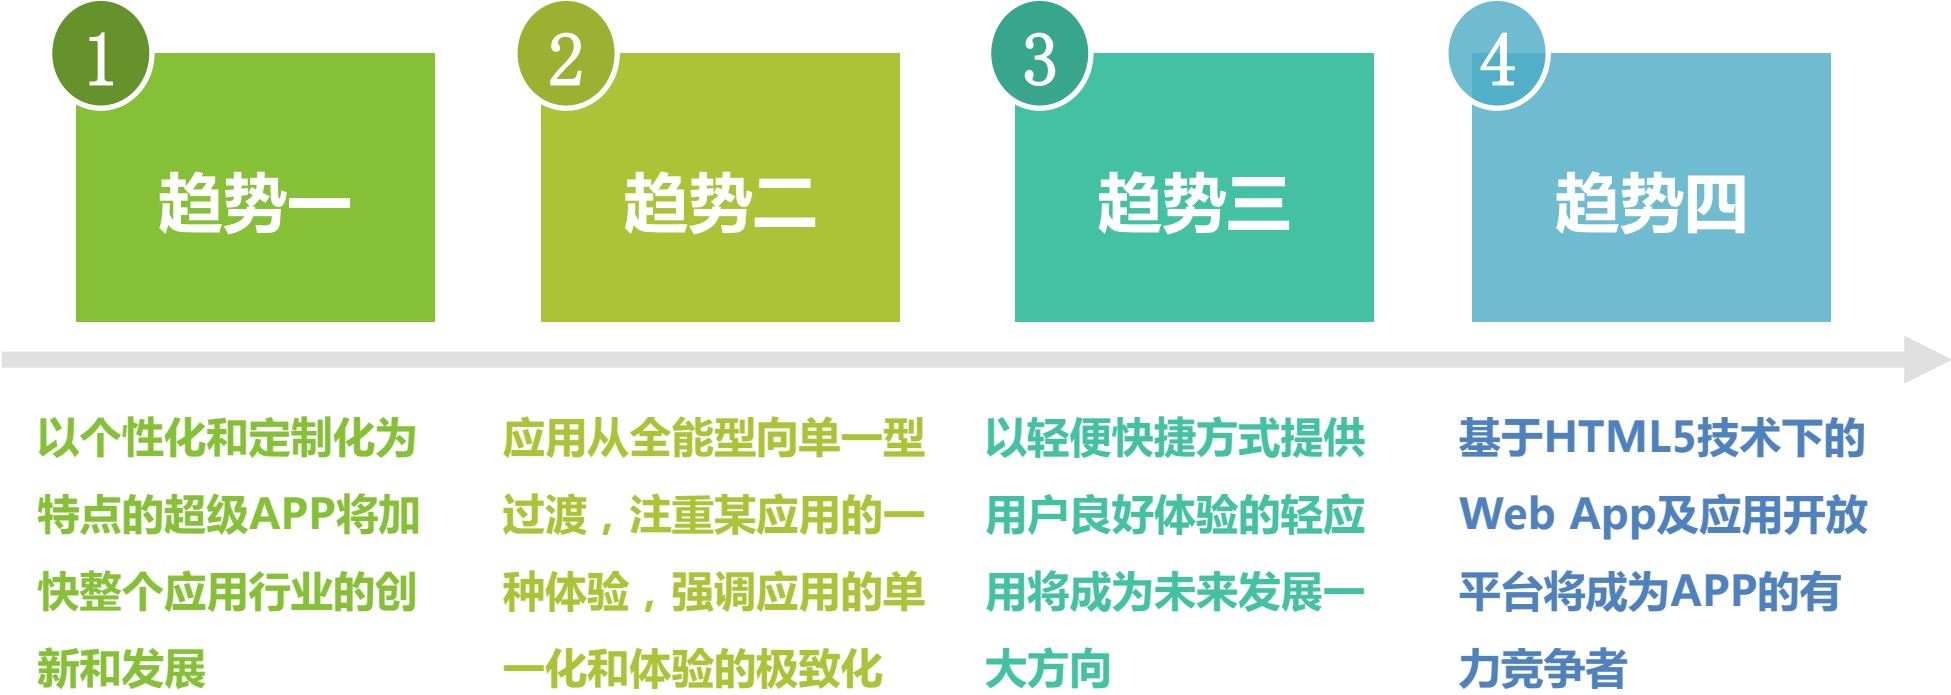 1
趋势一
2
趋势二
3
趋势三
4
趋势四
以个性化和定制化为
特点的超级APP将加
快整个应用行业的创
新和发展
应用从全能型向单一型
过渡，注重某应用的一
种体验，强调应用的单
一化和体验的极致化
以轻便快捷方式提供
用户良好体验的轻应
用将成为未来发展一
大方向
基于HTML5技术下的
Web App及应用开放
平台将成为APP的有
力竞争者